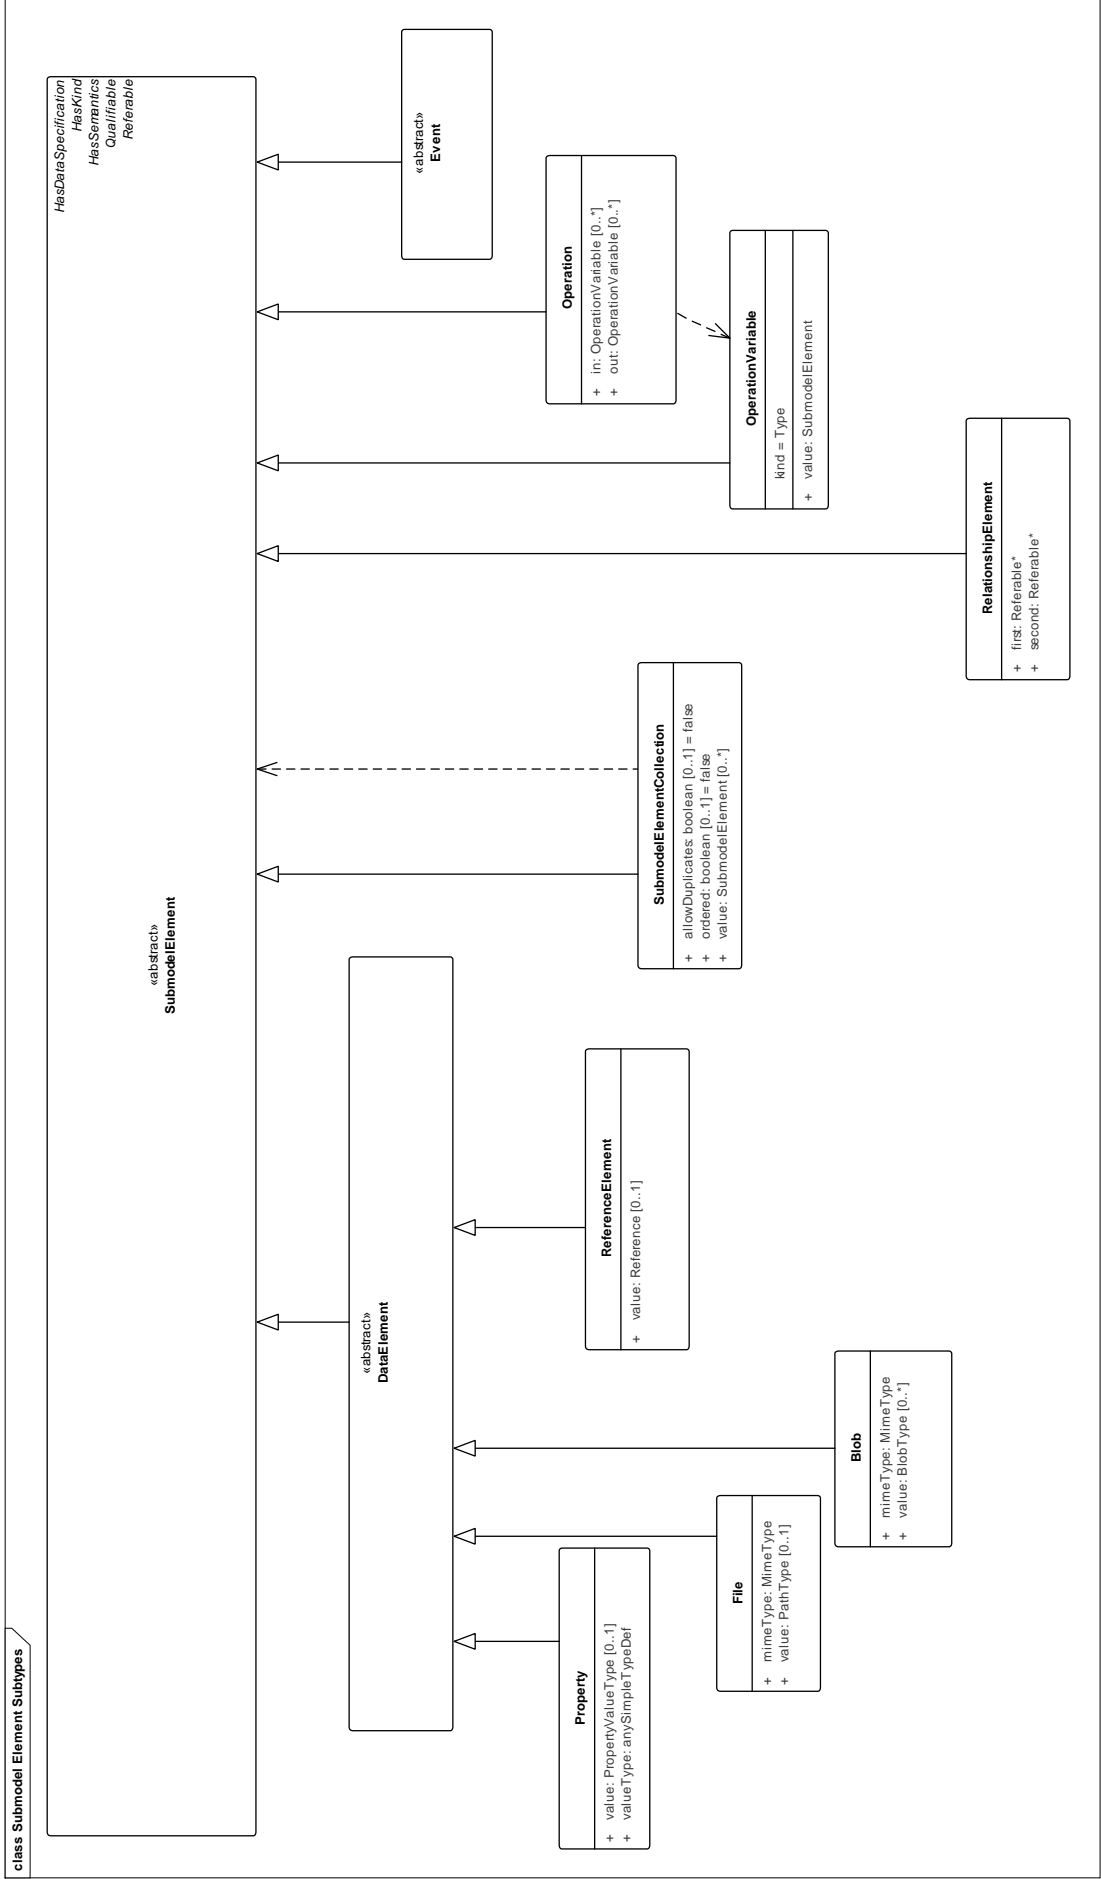 class Submodel Element Subtypes
HasDataSpecification
HasKind
HasSemantics
Qualifiable
Referable
«abstract»
SubmodelElement
«abstract»
DataElement
«abstract»
Event
Property
+ value: PropertyValueType [0..1]
+ valueType: anySimpleTypeDef
File
+ mimeType: MimeType
+ value: PathType [0..1]
Blob
+ mimeType: MimeType
+ value: BlobType [0..*]
ReferenceElement
+ value: Reference [0..1]
SubmodelElementCollection
+ allowDuplicates: boolean [0..1] = false
+ ordered: boolean [0..1] = false
+ value: SubmodelElement [0..*]
RelationshipElement
+ first: Referable*
+ second: Referable*
OperationVariable
kind = Type
+ value: SubmodelElement
Operation
+ in: OperationVariable [0..*]
+ out: OperationVariable [0..*]